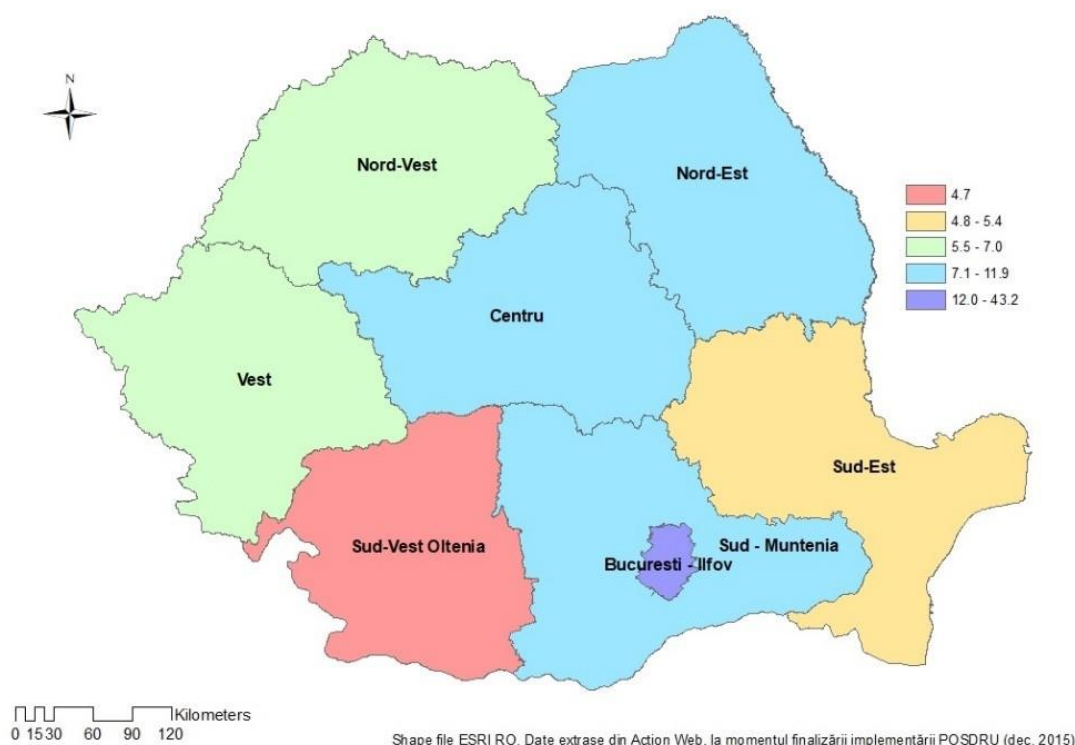 N
Nord-Vest
Nord-Est
4.7
4.8 - 5.4
5.5 - 7.0
7.1 - 11.9
12.0 - 43.2
Centru
Vest
Sud-Est
Sud-Vest Oltenia
Sud - Muntenia
Bucuresti - Ilfov
Kilometers
0 15 30 60 90 120
Shape file ESRI RO. Date extrase din Action Web, la momentul finalizării implementării POSDRU (dec. 2015)